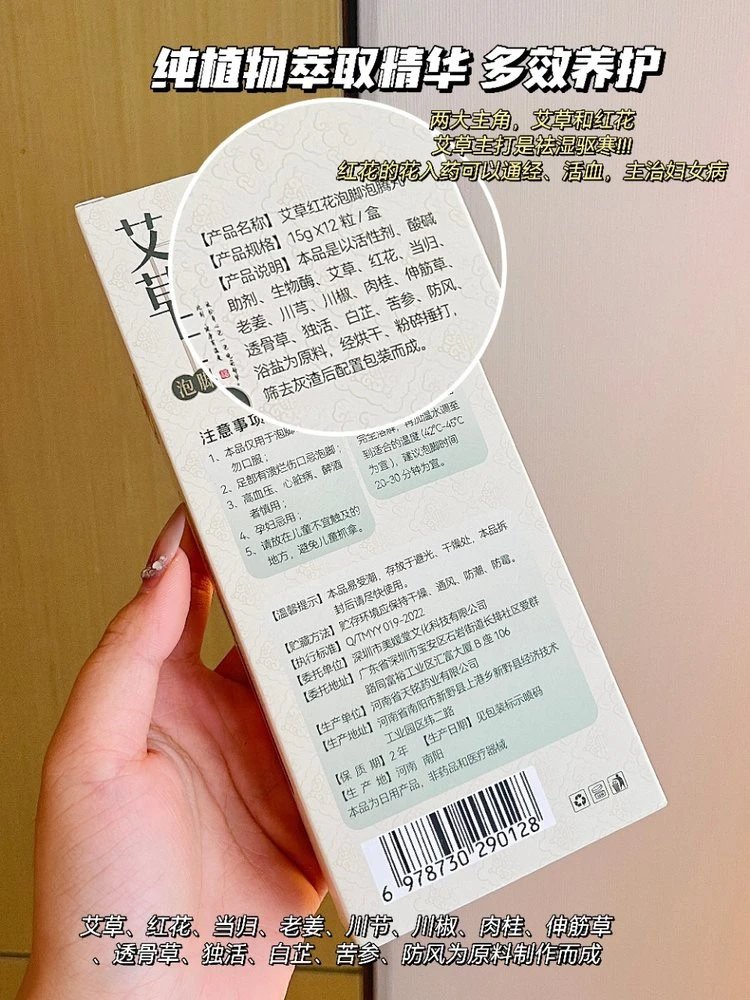 纯植物萃取精华 多效养护
两大主角，艾草和红花
艾草主打是祛湿驱寒!!!
红花的花入药可以通经、活血，主治妇女病
艾草
泡脚
【产品名称】艾草红花泡脚泡腾丸
【产品规格】15g X12 粒 / 盒
【产品说明】本品是以活性剂、酸碱
助剂、生物酶、艾草、红花、当归、
老姜、川芎、川椒、肉桂、伸筋草、
透骨草、独活、白芷、苦参、防风、
浴盐为原料，经烘干、粉碎捶打，
筛去灰渣后配置包装而成。
注意事项
1、本品仅用于泡脚
勿口服；
2、足部有溃烂伤口忌泡脚；
3、高血压、心脏病、醉酒
者慎用；
4、孕妇忌用；
5、请放在儿童不宜触及的
地方，避免儿童抓拿。
完全溶解，再加温水调至
到适合的温度(42℃-45℃
为宜)，建议泡脚时间
20-30 分钟为宜。
【温馨提示】本品易受潮，存放于避光、干燥处，本品拆
封后请尽快使用。
【贮藏方法】贮存环境应保持干燥、通风、防潮、防霉。
【执行标准】Q/TMYY 019-2022
【委托单位】深圳市美媛堂文化科技有限公司
【委托地址】广东省深圳市宝安区石岩街道长排社区爱群
路同富裕工业区汇富大厦 B 座 106
【生产单位】河南省天铭药业有限公司
【生产地址】河南省南阳市新野县上港乡新野县经济技术
工业园区纬二路
【保 质 期】2 年 【生产日期】见包装标示喷码
【生 产 地】河南 南阳
本品为日用产品，非药品和医疗器械
6 978730 290128
艾草、红花、当归、老姜、川节、川椒、肉桂、伸筋草
、透骨草、独活、白芷、苦参、防风为原料制作而成